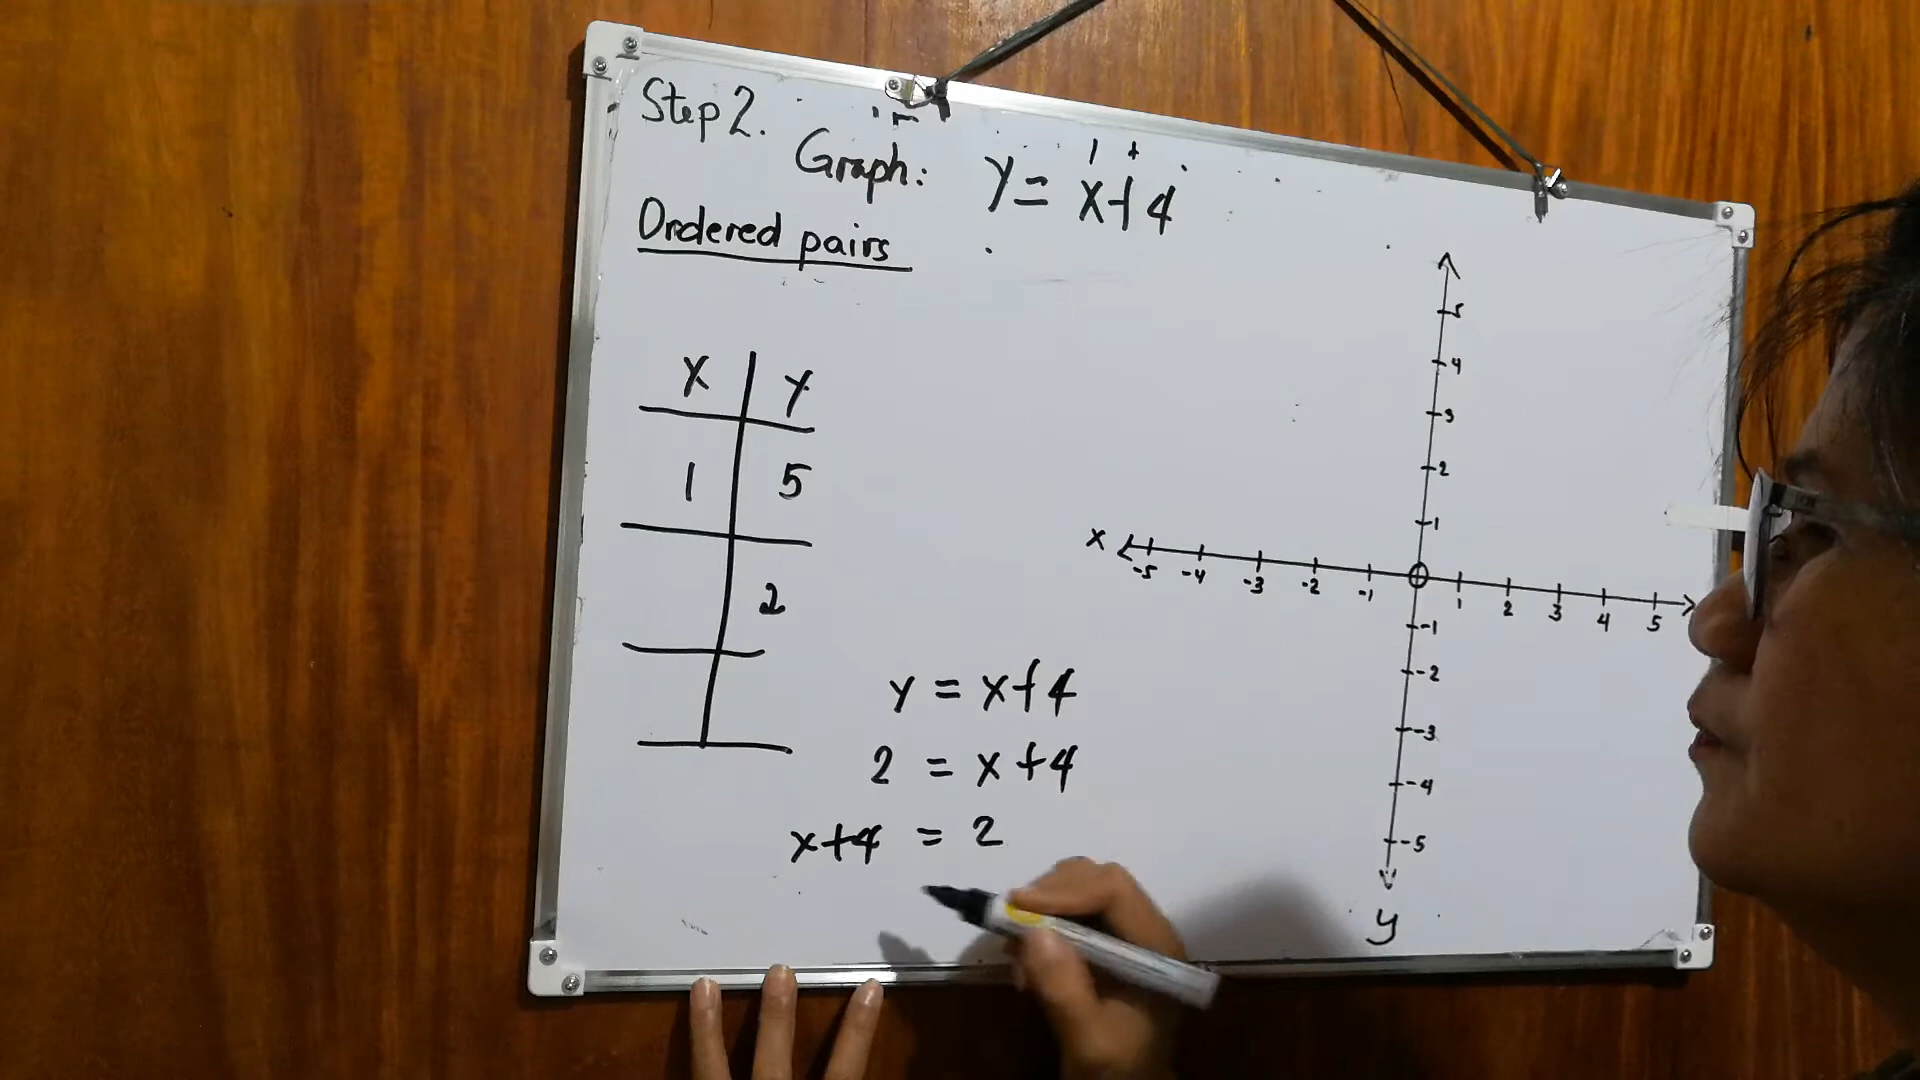 Step 2.
Graph: y = x+4
Ordered pairs
x y
1 5
2
y = x+4
2 = x+4
x+4 = 2
5
4
3
2
1
x -5 -4 -3 -2 -1 1 2 3 4 5
-1
-2
-3
-4
-5
y